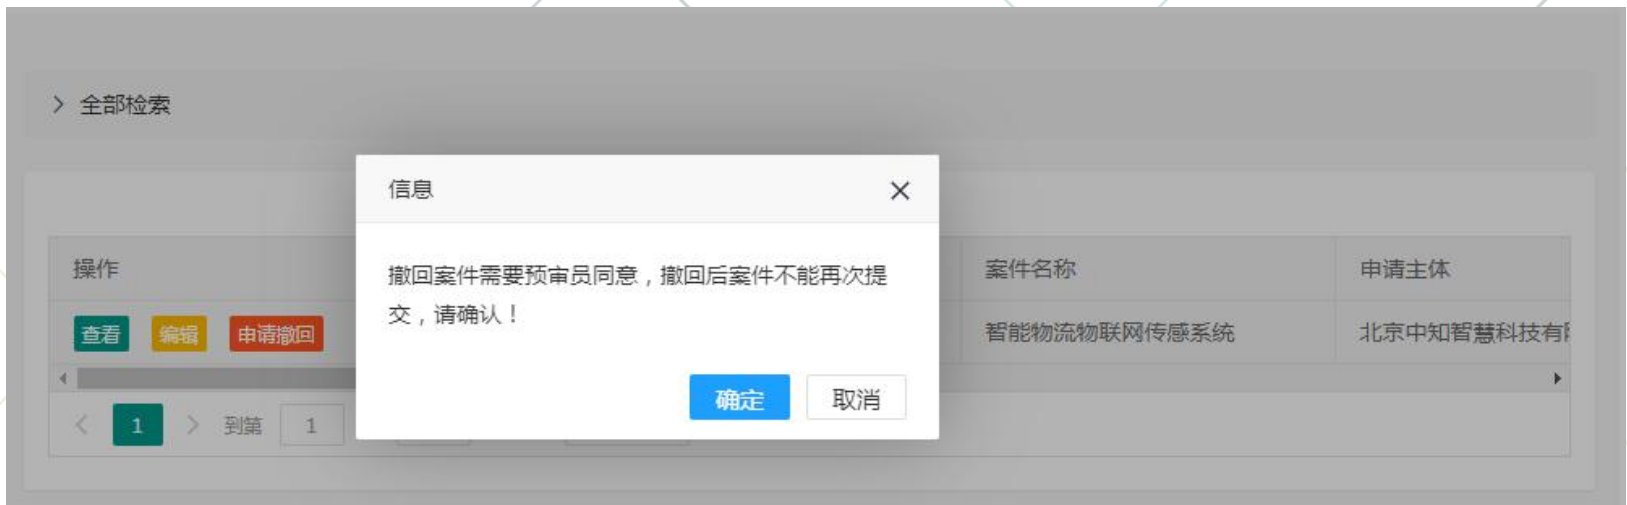 全部检索
信息
撤回案件需要预审员同意，撤回后案件不能再次提
交，请确认！
确定 取消
操作 案件名称 申请主体
查看 编辑 申请撤回 智能物流物联网传感系统 北京中知智慧科技有
1 到第 1